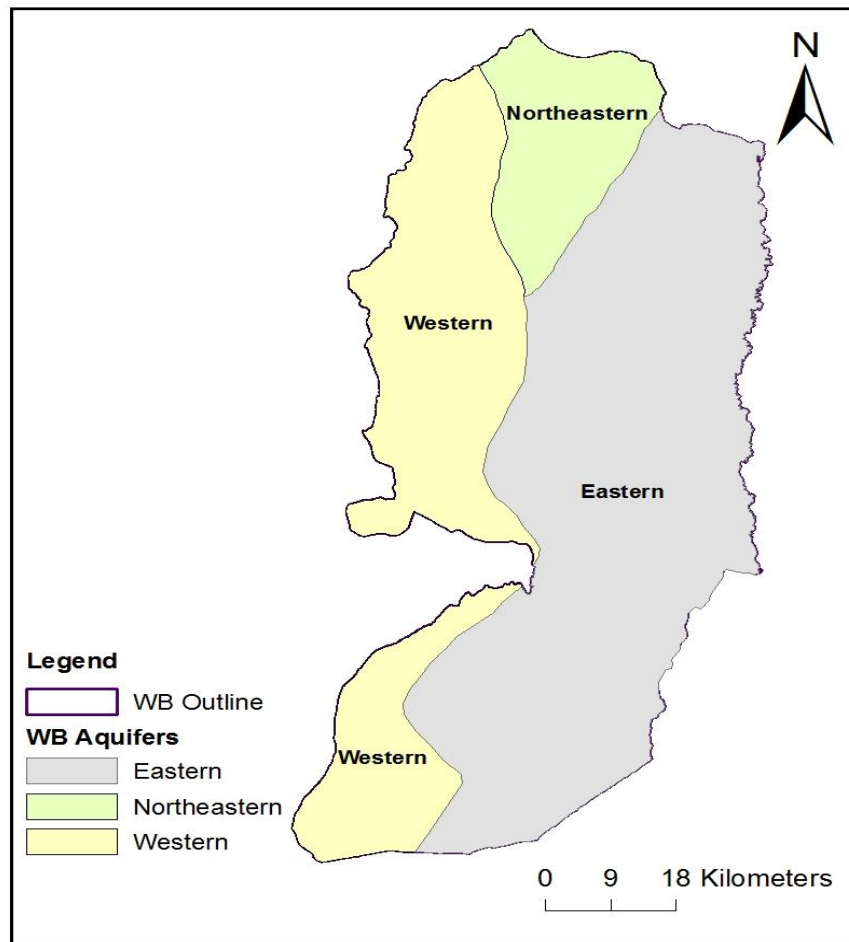 N
Northeastern
Western
Eastern
Western
Legend
WB Outline
WB Aquifers
Eastern
Northeastern
Western
0 9 18 Kilometers